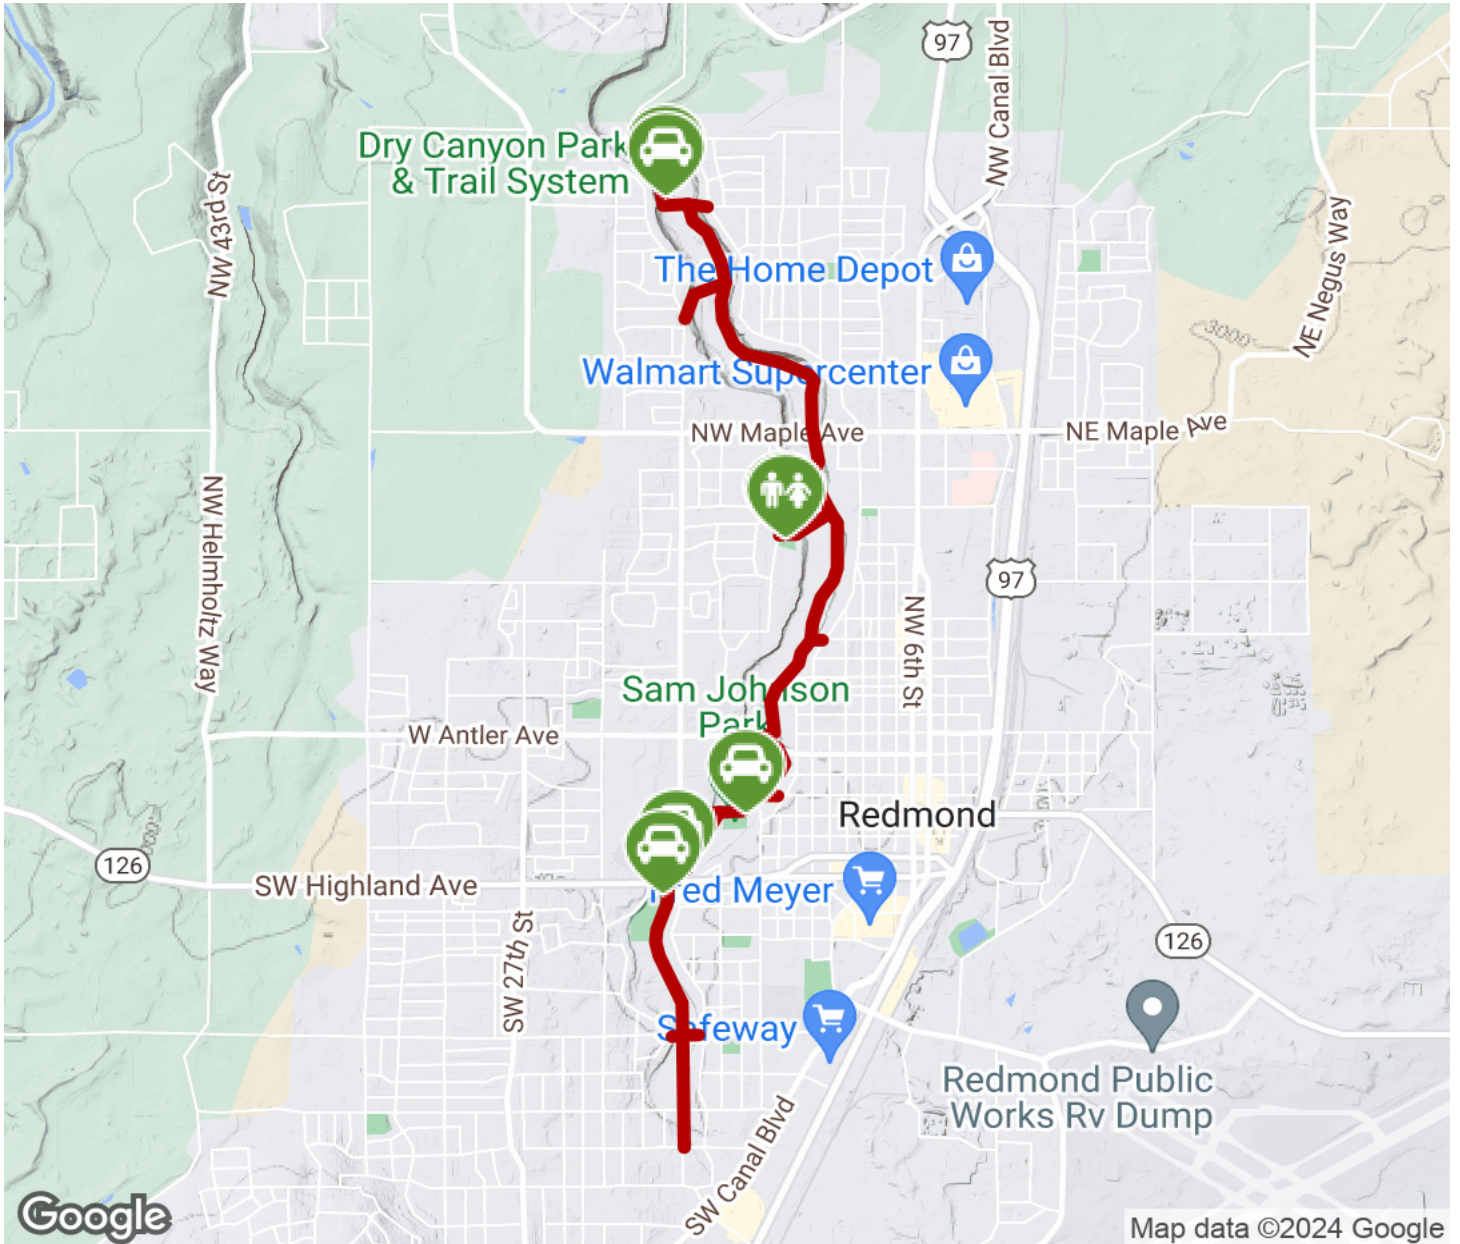 97
NW Canal Blvd
Dry Canyon Park
& Trail System
NW 43rd St
NE Negus Way
The Home Depot
3000
Walmart Supercenter
NW Maple Ave
NE Maple Ave
NW Helmholtz Way
97
NW 6th St
Sam Johnson
Park
W Antler Ave
Redmond
3000
126
SW Highland Ave
Fred Meyer
126
SW 27th St
Safeway
Redmond Public
Works Rv Dump
SW Canal Blvd
Google
Map data ©2024 Google